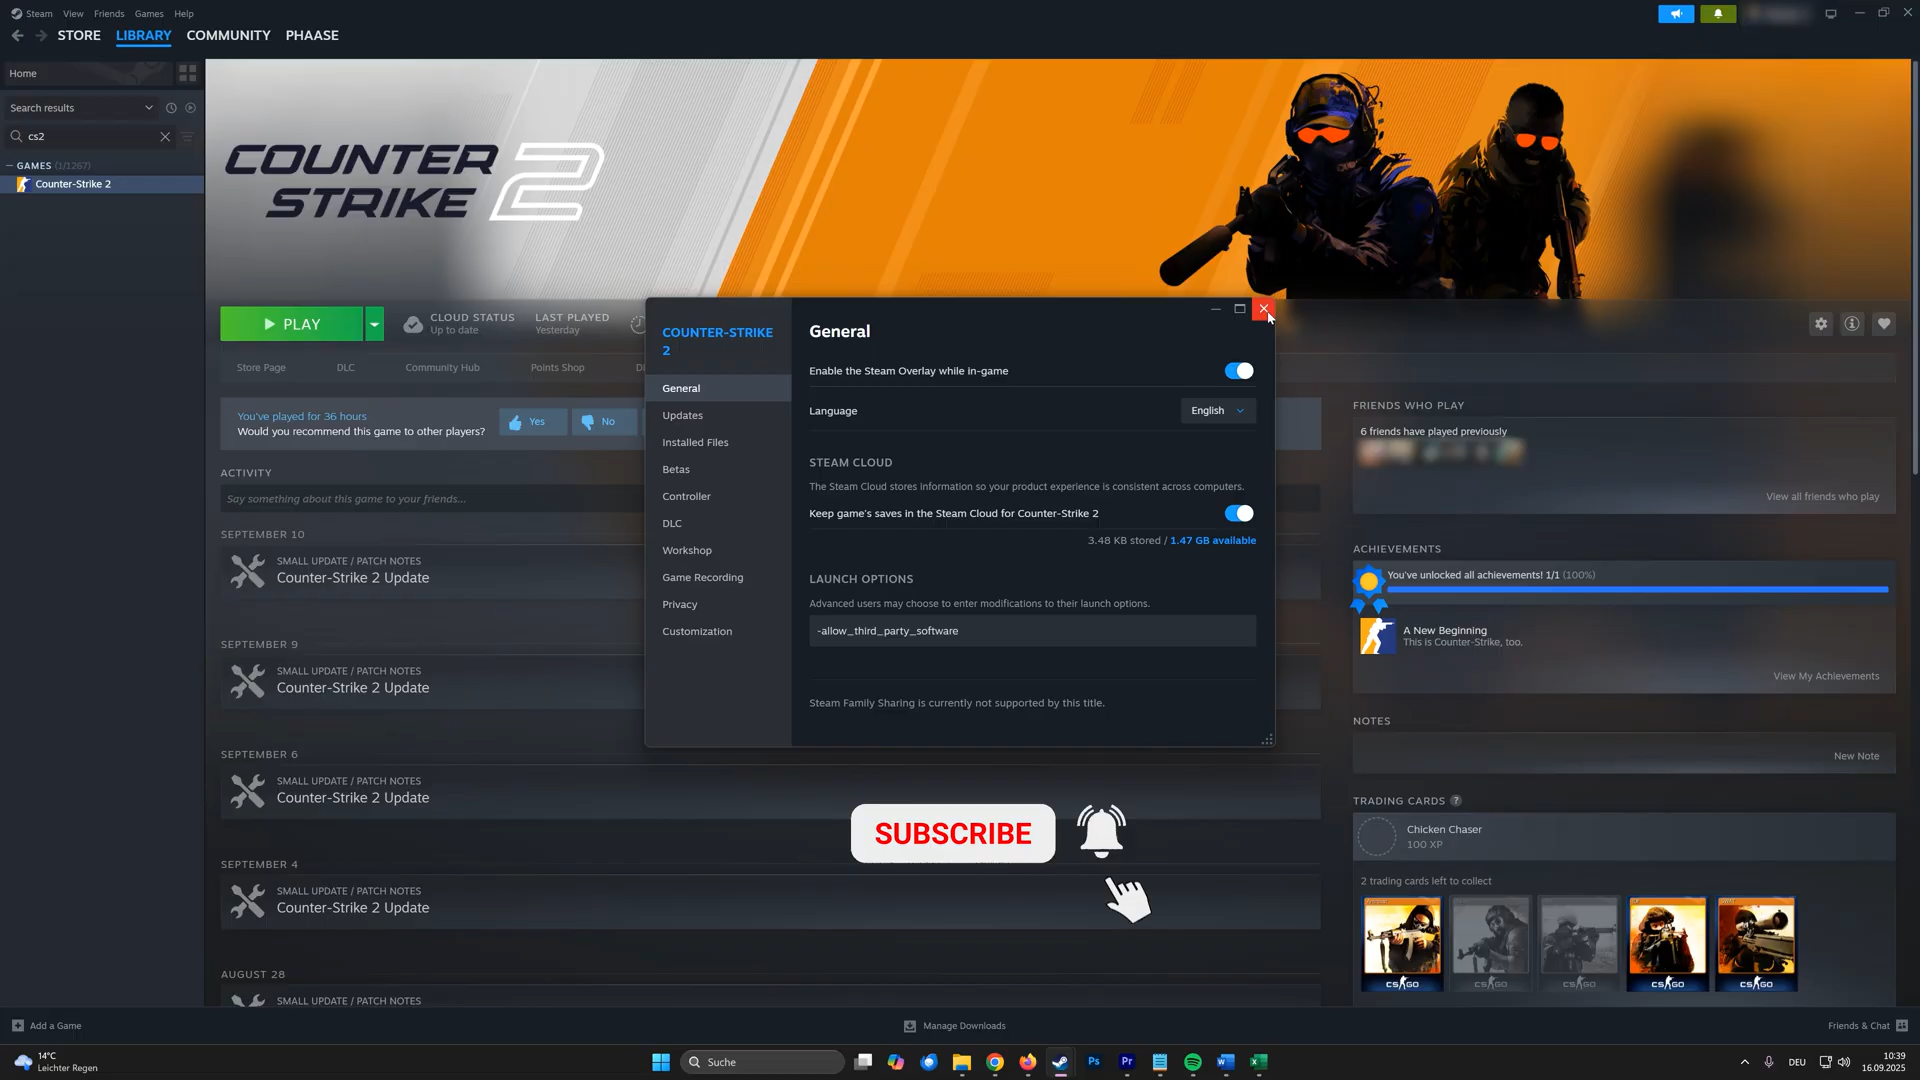 Steam View Friends Games Help
STORE LIBRARY COMMUNITY PHAASE
Home
Search results
cs2
GAMES (1/1267)
Counter-Strike 2
COUNTER
STRIKE 2
PLAY
CLOUD STATUS
Up to date
LAST PLAYED
Yesterday
Store Page DLC Community Hub Points Shop
You've played for 36 hours
Would you recommend this game to other players?
Yes No
ACTIVITY
Say something about this game to your friends...
SEPTEMBER 10
SMALL UPDATE / PATCH NOTES
Counter-Strike 2 Update
SEPTEMBER 9
SMALL UPDATE / PATCH NOTES
Counter-Strike 2 Update
SEPTEMBER 6
SMALL UPDATE / PATCH NOTES
Counter-Strike 2 Update
SEPTEMBER 4
SMALL UPDATE / PATCH NOTES
Counter-Strike 2 Update
AUGUST 28
SMALL UPDATE / PATCH NOTES
COUNTER-STRIKE
2
General
Updates
Installed Files
Betas
Controller
DLC
Workshop
Game Recording
Privacy
Customization
General
Enable the Steam Overlay while in-game
Language English
STEAM CLOUD
The Steam Cloud stores information so your product experience is consistent across computers.
Keep game's saves in the Steam Cloud for Counter-Strike 2
3.48 KB stored / 1.47 GB available
LAUNCH OPTIONS
Advanced users may choose to enter modifications to their launch options.
-allow_third_party_software
Steam Family Sharing is currently not supported by this title.
SUBSCRIBE
FRIENDS WHO PLAY
6 friends have played previously
View all friends who play
ACHIEVEMENTS
You've unlocked all achievements! 1/1 (100%)
A New Beginning
This is Counter-Strike, too.
View My Achievements
NOTES
New Note
TRADING CARDS ?
Chicken Chaser
100 XP
2 trading cards left to collect
CS GO CS GO CS GO CS GO CS GO
Add a Game Manage Downloads Friends & Chat
14°C
Leichter Regen
Suche
Ps Pr
DEU
10:39
16.09.2025